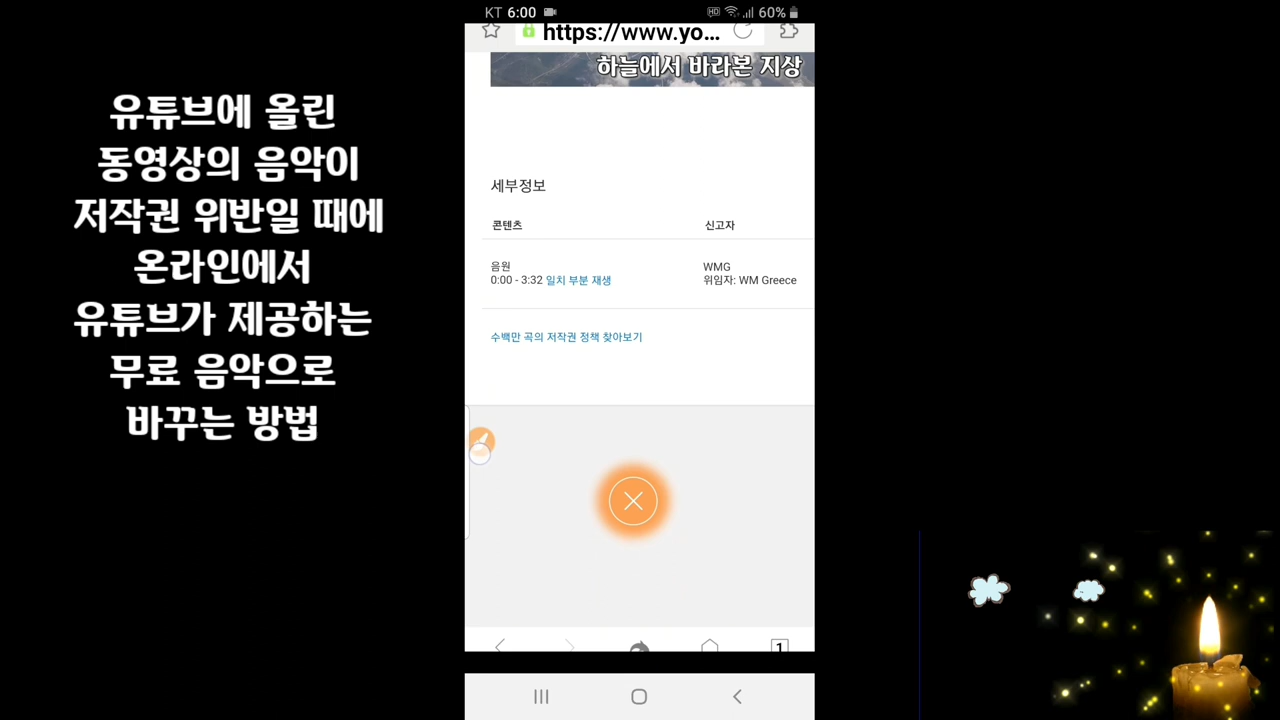 유튜브에 올린
동영상의 음악이
저작권 위반일 때에
온라인에서
유튜브가 제공하는
무료 음악으로
바꾸는 방법
KT 6:00 HD 60%
https://www.yo...
하늘에서 바라본 지상
세부정보
콘텐츠 신고자
음원 WMG
0:00 - 3:32 일치 부분 재생 위임자: WM Greece
수백만 곡의 저작권 정책 찾아보기
1